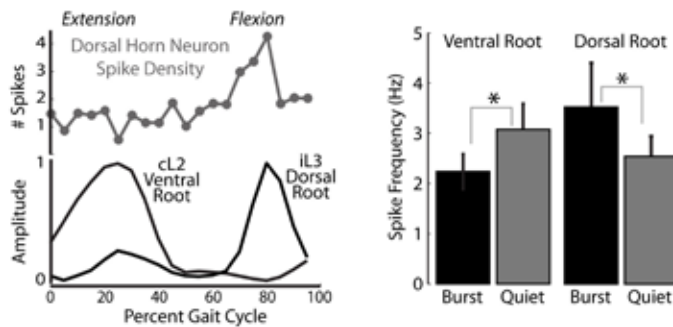 Extension Flexion
Dorsal Horn Neuron
Spike Density
# Spikes
4
3
2
1
cL2
Ventral
Root
iL3
Dorsal
Root
Amplitude
1
0
0 20 40 60 80 100
Percent Gait Cycle
Ventral Root Dorsal Root
* *
Spike Frequency (Hz)
5
4
3
2
1
0
Burst Quiet Burst Quiet